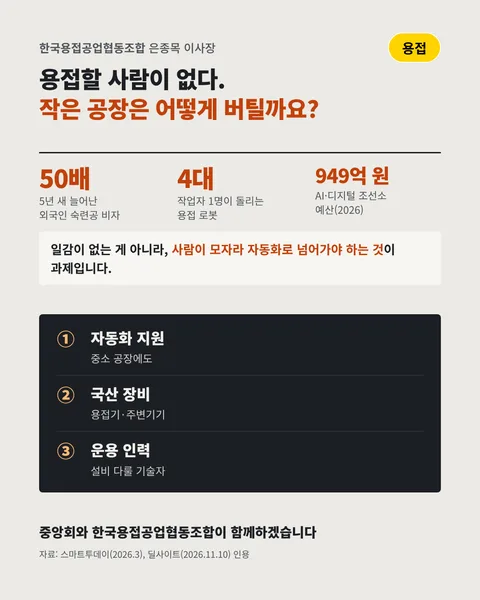 한국용접공업협동조합 은종목 이사장
용접
용접할 사람이 없다.
작은 공장은 어떻게 버틸까요?
50배
5년 새 늘어난
외국인 숙련공 비자
4대
작업자 1명이 돌리는
용접 로봇
949억 원
AI·디지털 조선소
예산(2026)
일감이 없는 게 아니라, 사람이 모자라 자동화로 넘어가야 하는 것이
과제입니다.
1 자동화 지원
중소 공장에도
2 국산 장비
용접기·주변기기
3 운용 인력
설비 다룰 기술자
중앙회와 한국용접공업협동조합이 함께하겠습니다
자료: 스마트투데이(2026.3), 딜사이트(2026.11.10) 인용